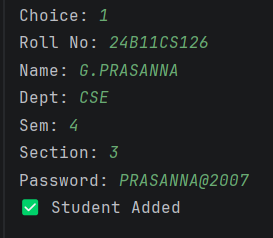 Choice: 1
Roll No: 24B11CS126
Name: G.PRASANNA
Dept: CSE
Sem: 4
Section: 3
Password: PRASANNA@2007
✅ Student Added